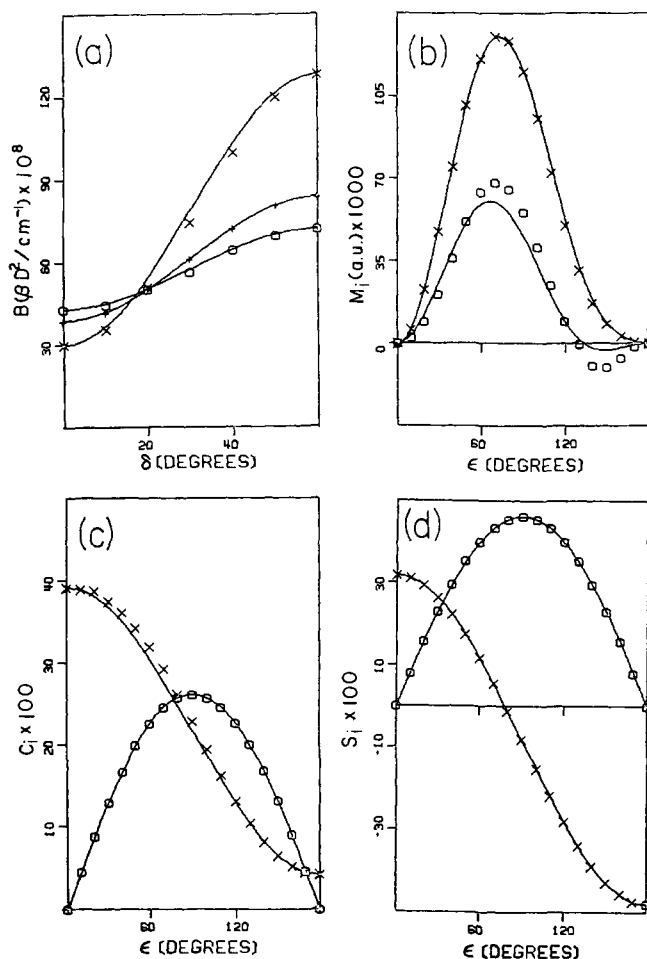 (a)
B(βD²/cm⁻¹) x 10⁸
120
90
60
30
20
40
δ (DEGREES)
(b)
Mᵢ (a.u.) x 1000
105
70
35
0
60
120
ε (DEGREES)
(c)
Cᵢ x 100
40
30
20
10
60
120
ε (DEGREES)
(d)
Sᵢ x 100
30
10
-10
-30
60
120
ε (DEGREES)